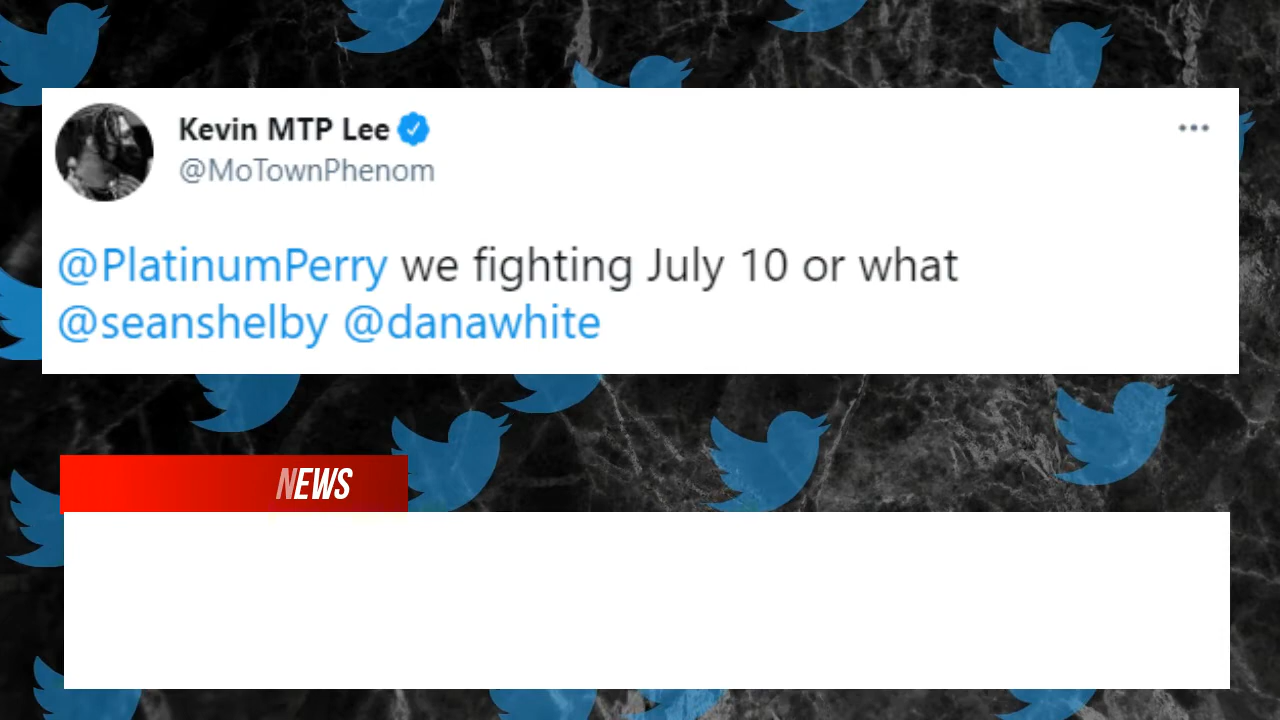 Kevin MTP Lee
@MoTownPhenom
@PlatinumPerry we fighting July 10 or what
@seanshelby @danawhite
NEWS